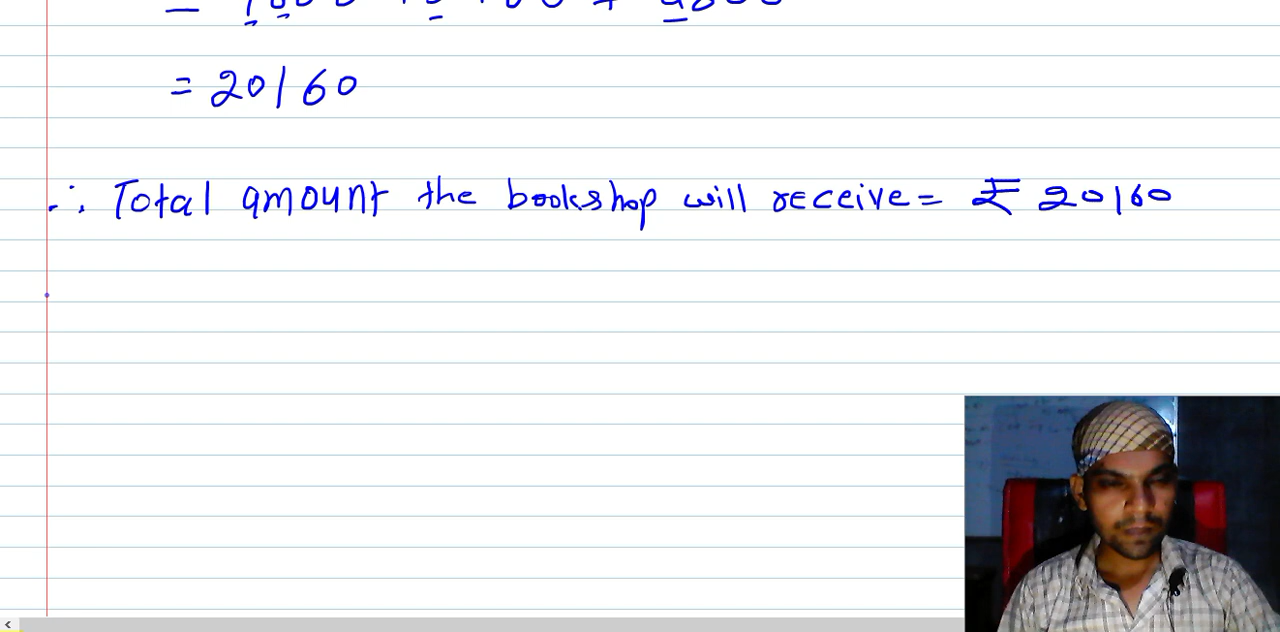 = 20160
∴ Total amount the bookshop will receive = ₹ 20160